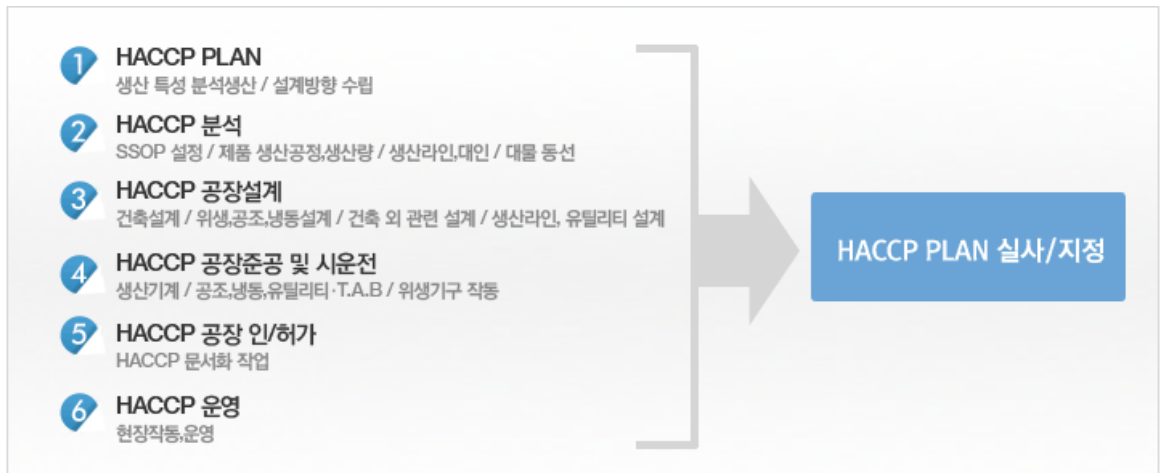 1 HACCP PLAN
생산 특성 분석생산 / 설계방향 수립
2 HACCP 분석
SSOP 설정 / 제품 생산공정,생산량 / 생산라인,대인 / 대물 동선
3 HACCP 공장설계
건축설계 / 위생,공조,냉동설계 / 건축 외 관련 설계 / 생산라인, 유틸리티 설계
4 HACCP 공장준공 및 시운전
생산기계 / 공조,냉동,유틸리티·T.A.B / 위생기구 작동
5 HACCP 공장 인/허가
HACCP 문서화 작업
6 HACCP 운영
현장작동,운영
HACCP PLAN 실사/지정